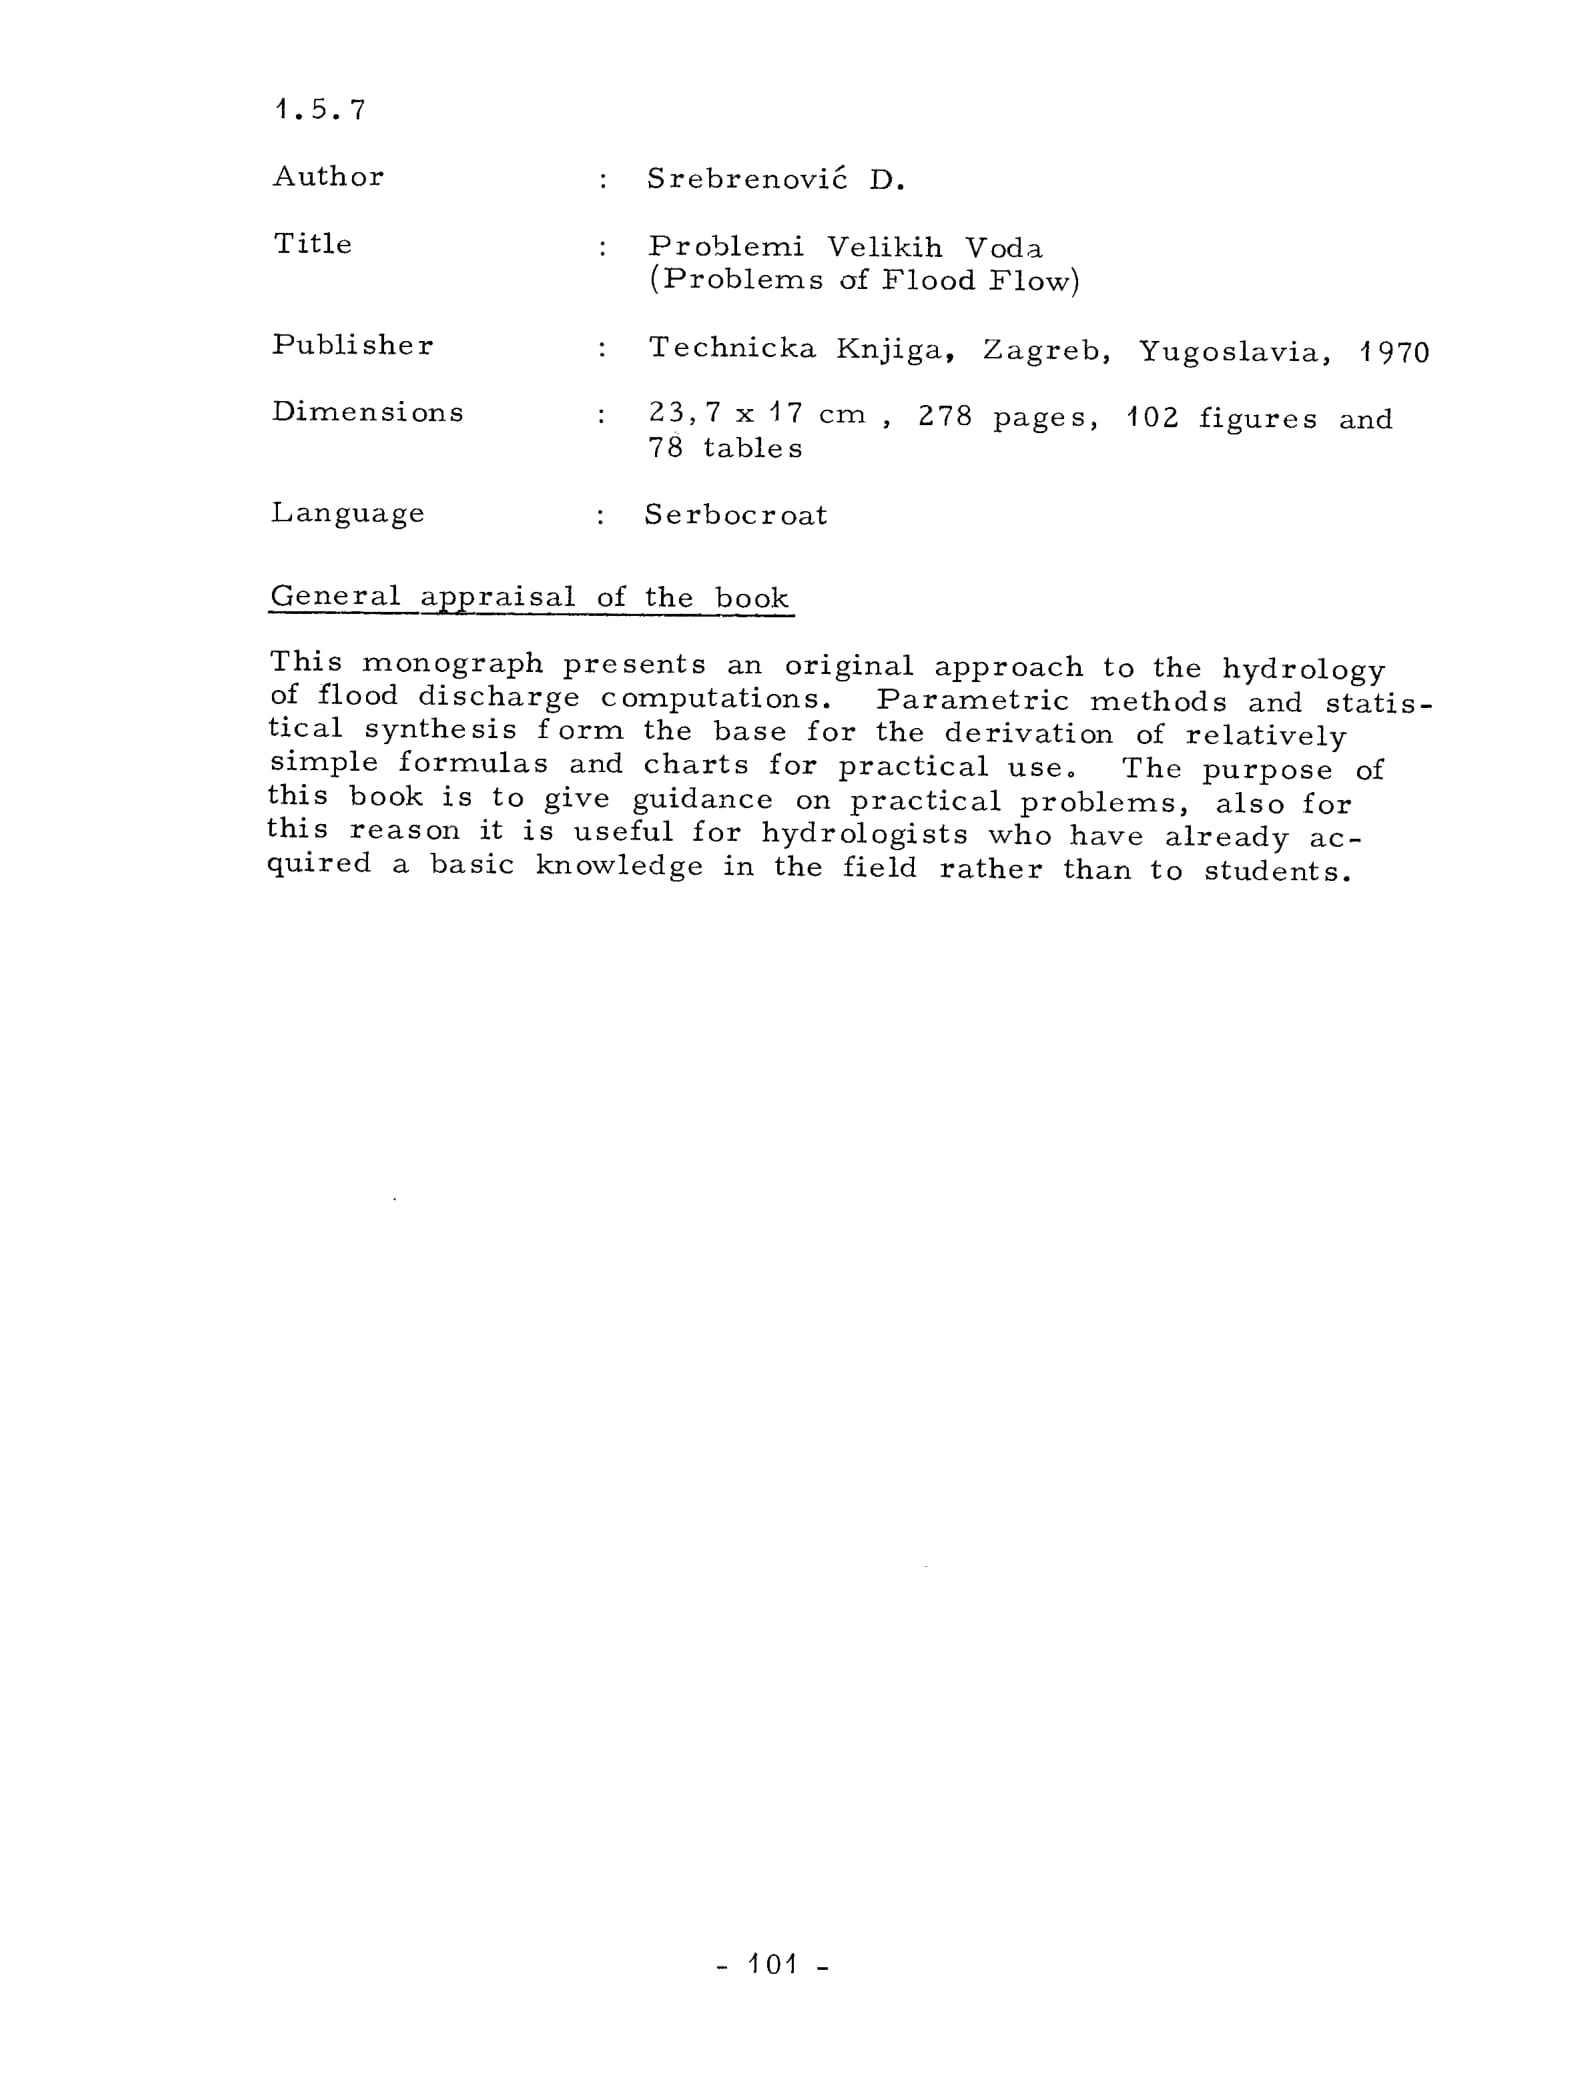 1.5.7
Author : Srebrenović D.
Title : Problemi Velikih Voda
(Problems of Flood Flow)
Publisher : Technicka Knjiga, Zagreb, Yugoslavia, 1970
Dimensions : 23,7 x 17 cm , 278 pages, 102 figures and
78 tables
Language : Serbocroat
General appraisal of the book
This monograph presents an original approach to the hydrology
of flood discharge computations. Parametric methods and statis-
tical synthesis form the base for the derivation of relatively
simple formulas and charts for practical use. The purpose of
this book is to give guidance on practical problems, also for
this reason it is useful for hydrologists who have already ac-
quired a basic knowledge in the field rather than to students.
- 101 -